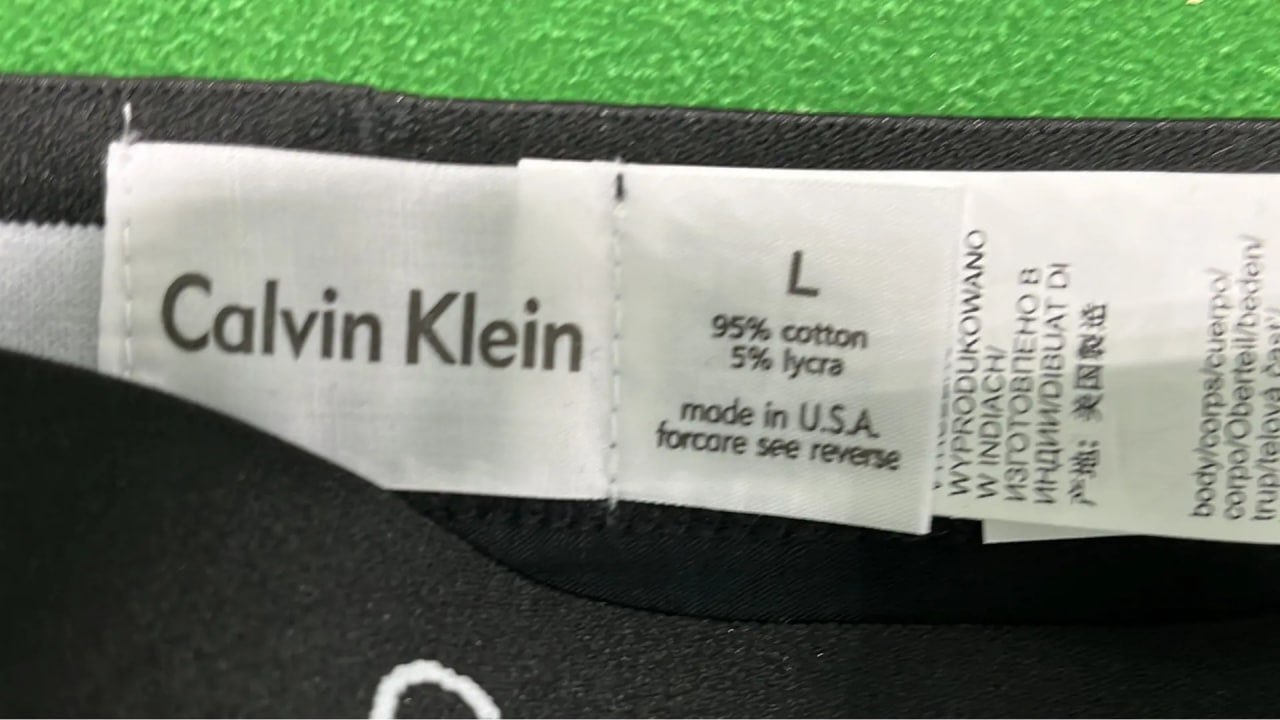 Calvin Klein
L
95% cotton
5% lycra
made in U.S.A.
forcare see reverse
WYPRODUKOWANO
W INDIACH/
ИЗГОТОВЛЕНО В
ИНДИИ/DIBUAT DI
产地：美国制造
body/corps/cuerpo/
corpo/Oberteil/beden/
trup/telová časť/